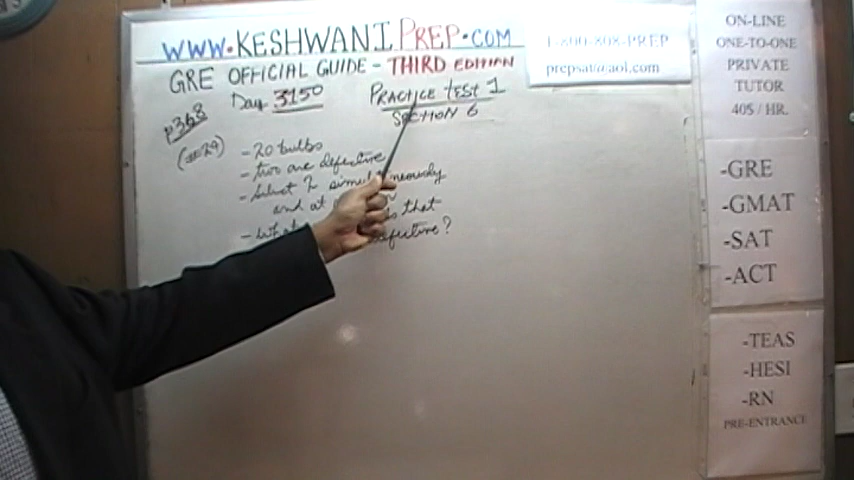 WWW.KESHWANIPREP.COM
GRE OFFICIAL GUIDE - THIRD EDITION
p368 Day 3150 PRACTICE TEST 1
SECTION 6
(#29)
- 20 bulbs
- two are defective
- select 2 simultaneously
and at that
- What defective?
1-800-808-PREP
prepsat@aol.com
ON-LINE
ONE-TO-ONE
PRIVATE
TUTOR
40$ / HR.
-GRE
-GMAT
-SAT
-ACT
-TEAS
-HESI
-RN
PRE-ENTRANCE